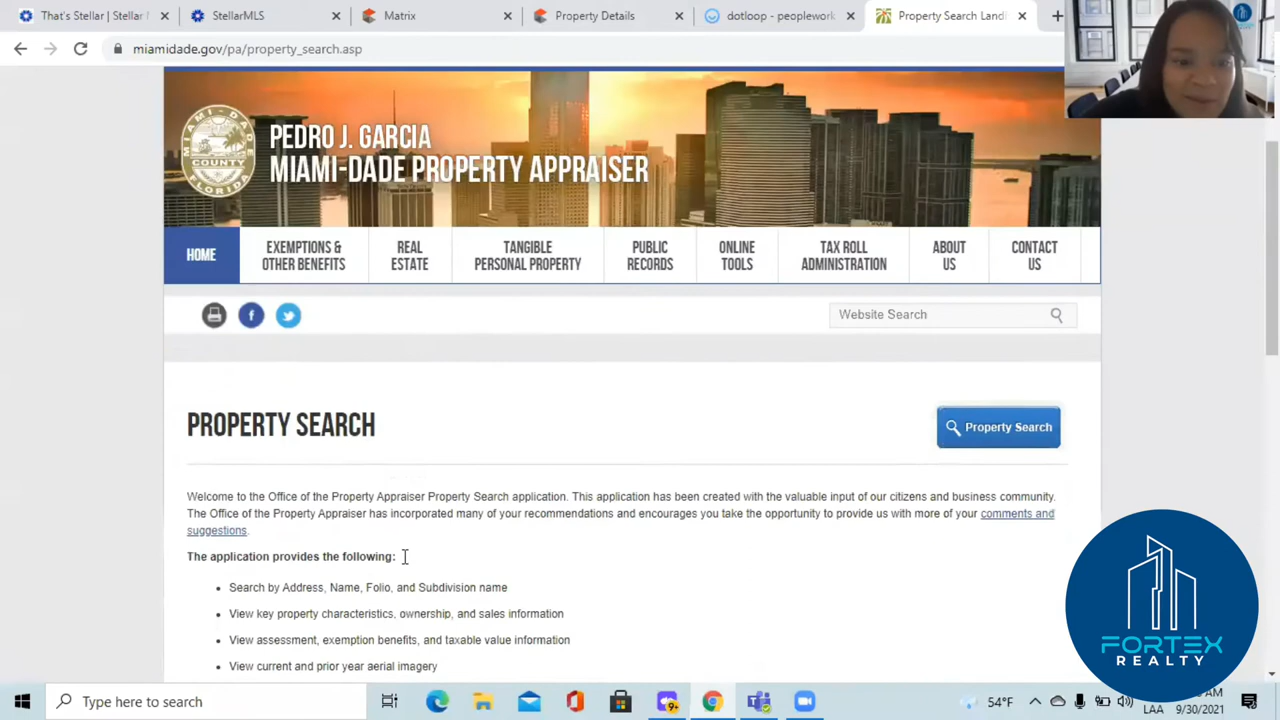 That's Stellar | Stellar
StellarMLS
Matrix
Property Details
dotloop - peoplework
Property Search Landi
miamidade.gov/pa/property_search.asp
PEDRO J. GARCIA
MIAMI-DADE PROPERTY APPRAISER
MIAMI-DADE
COUNTY
FLORIDA
HOME
EXEMPTIONS &
OTHER BENEFITS
REAL
ESTATE
TANGIBLE
PERSONAL PROPERTY
PUBLIC
RECORDS
ONLINE
TOOLS
TAX ROLL
ADMINISTRATION
ABOUT
US
CONTACT
US
Website Search
PROPERTY SEARCH
Property Search
Welcome to the Office of the Property Appraiser Property Search application. This application has been created with the valuable input of our citizens and business community.
The Office of the Property Appraiser has incorporated many of your recommendations and encourages you take the opportunity to provide us with more of your comments and
suggestions.
The application provides the following:
• Search by Address, Name, Folio, and Subdivision name
• View key property characteristics, ownership, and sales information
• View assessment, exemption benefits, and taxable value information
• View current and prior year aerial imagery
FORTEX
REALTY
Type here to search
9+
54°F
AM
LAA
9/30/2021